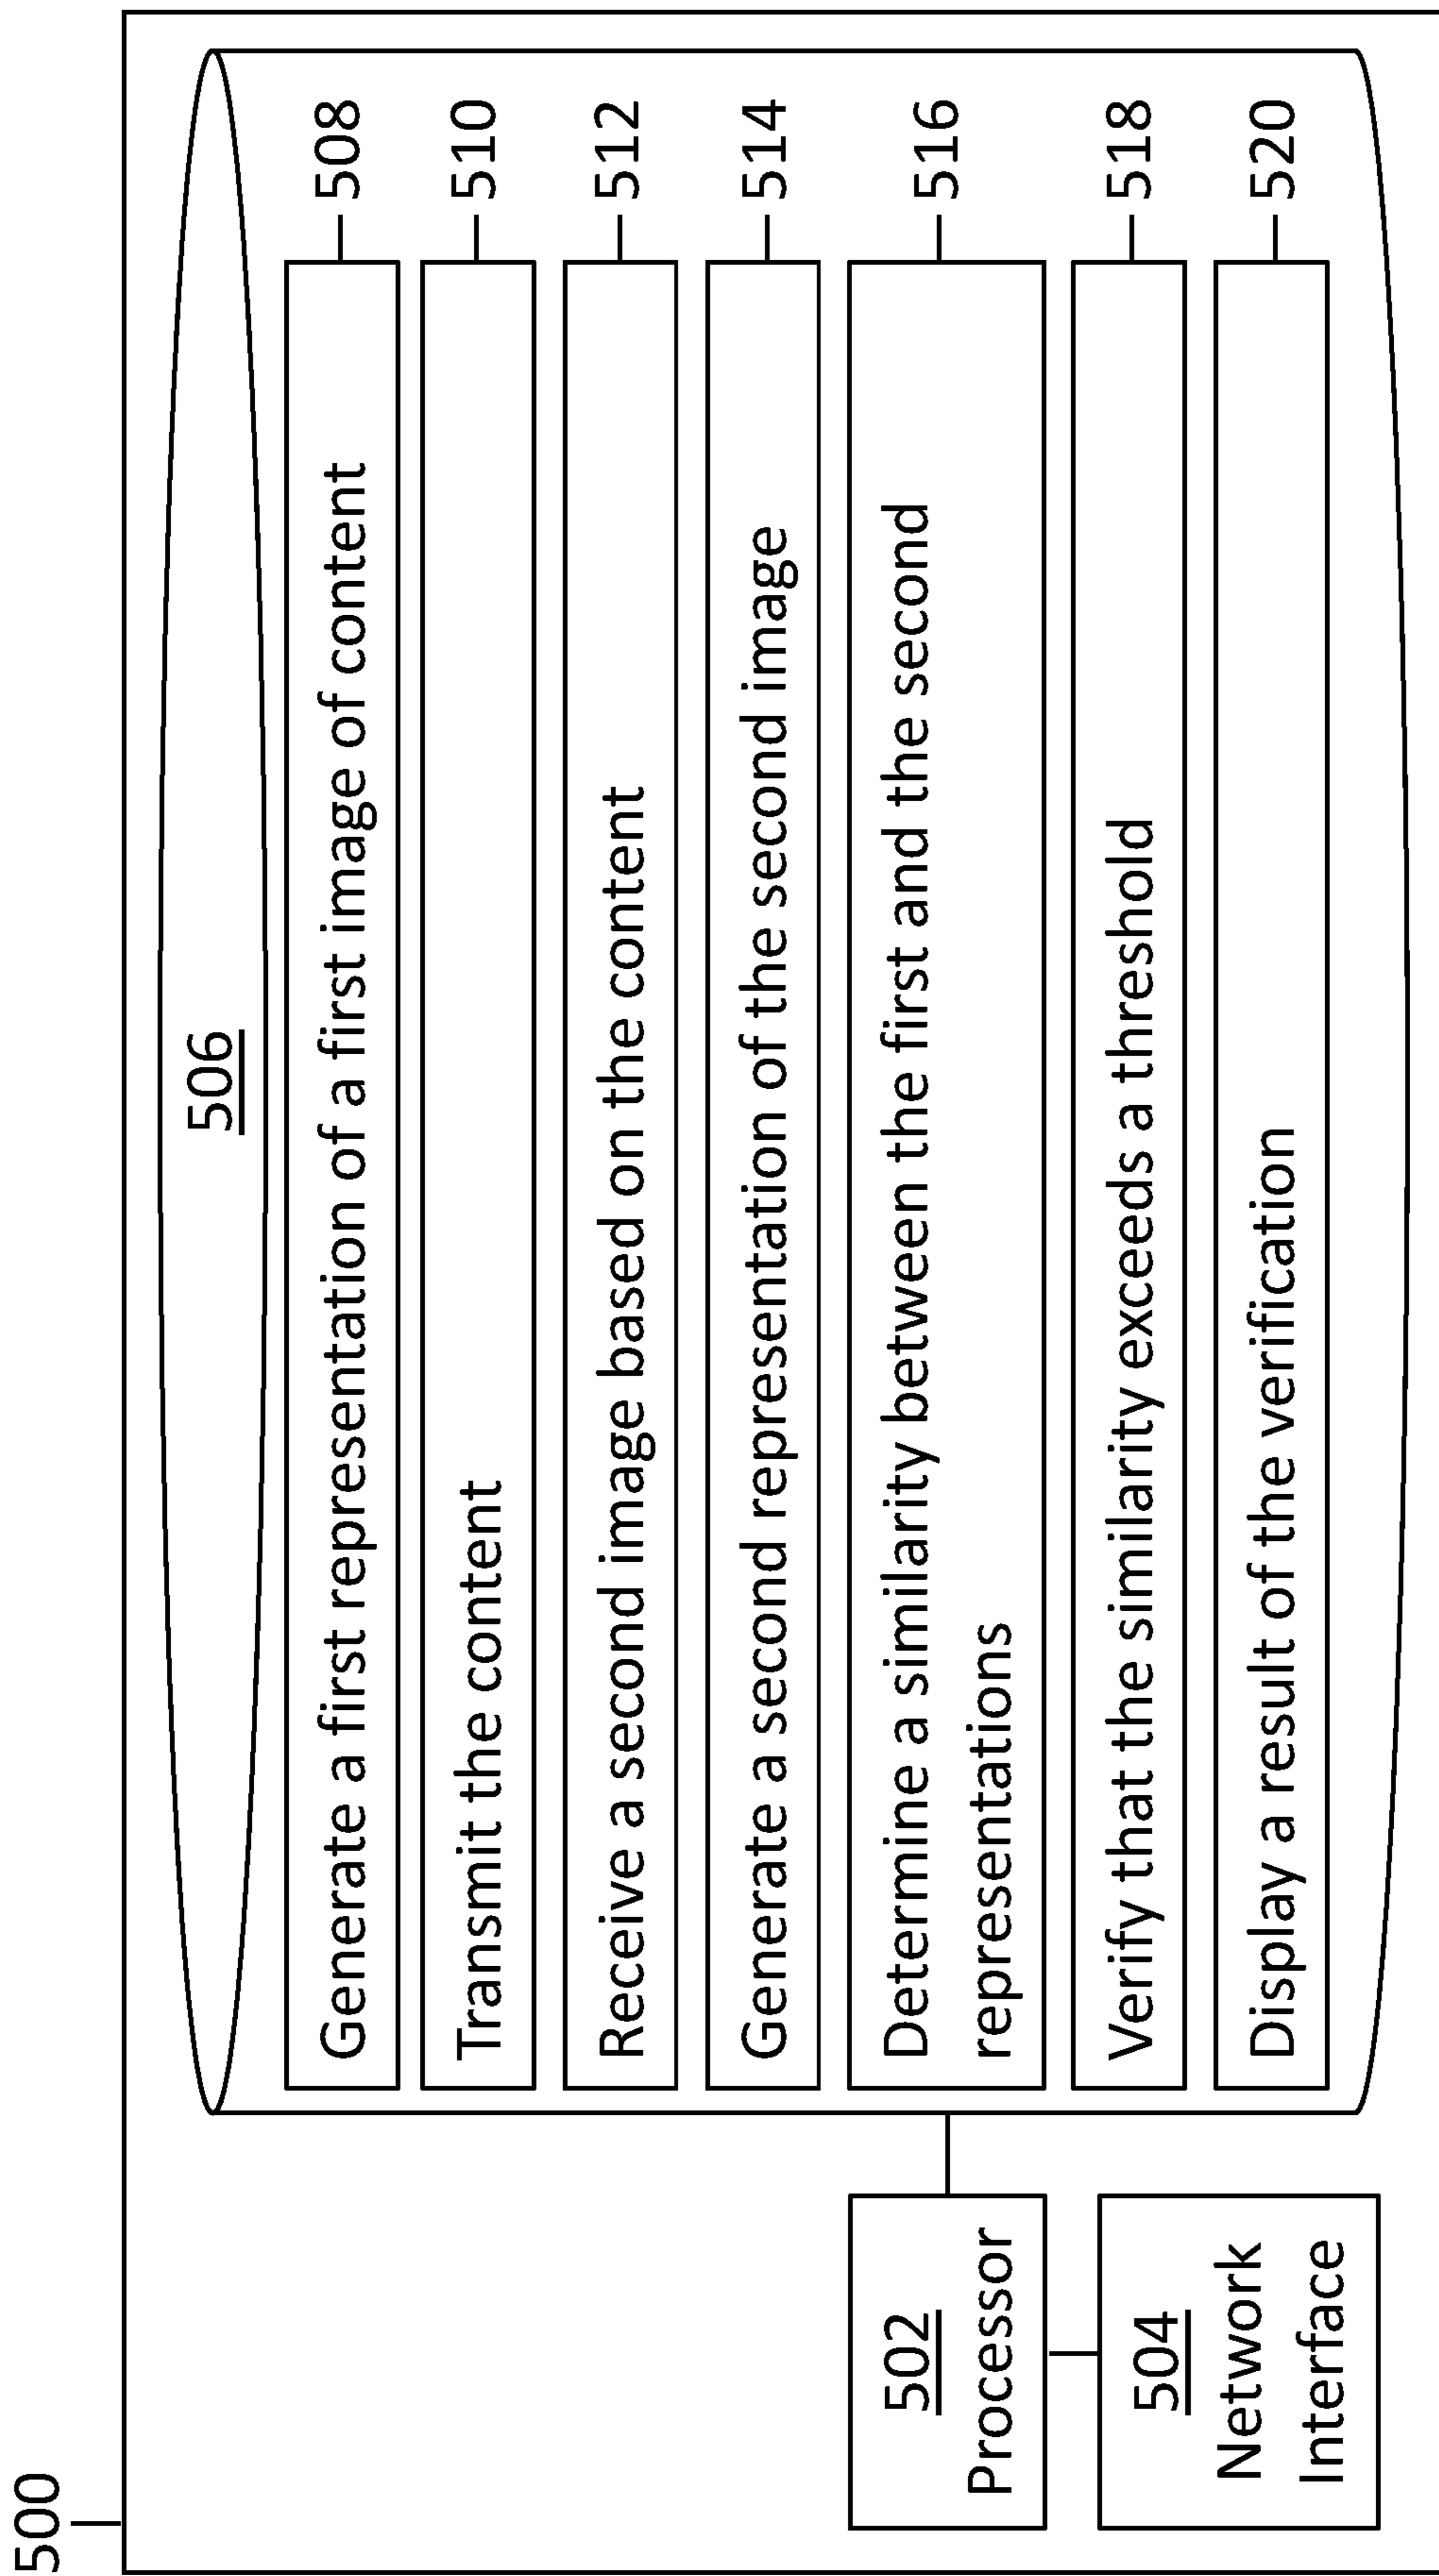 500
506
Generate a first representation of a first image of content
508
Transmit the content
510
Receive a second image based on the content
512
Generate a second representation of the second image
514
Determine a similarity between the first and the second
representations
516
Verify that the similarity exceeds a threshold
518
Display a result of the verification
520
502
Processor
504
Network
Interface